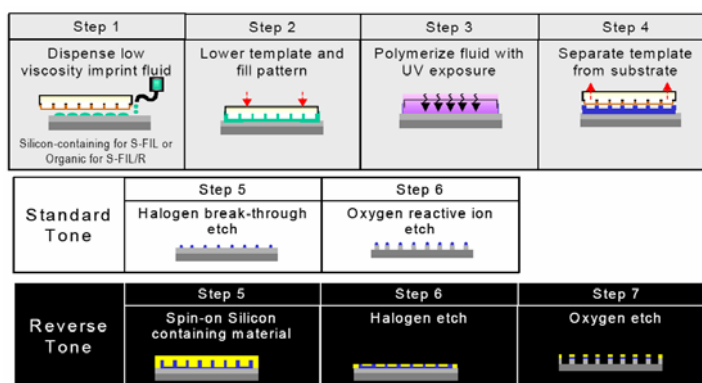 Step 1
Step 2
Step 3
Step 4
Dispense low
viscosity imprint fluid
Lower template and
fill pattern
Polymerize fluid with
UV exposure
Separate template
from substrate
Silicon-containing for S-FIL or
Organic for S-FIL/R
Standard
Tone
Step 5
Step 6
Halogen break-through
etch
Oxygen reactive ion
etch
Reverse
Tone
Step 5
Step 6
Step 7
Spin-on Silicon
containing material
Halogen etch
Oxygen etch